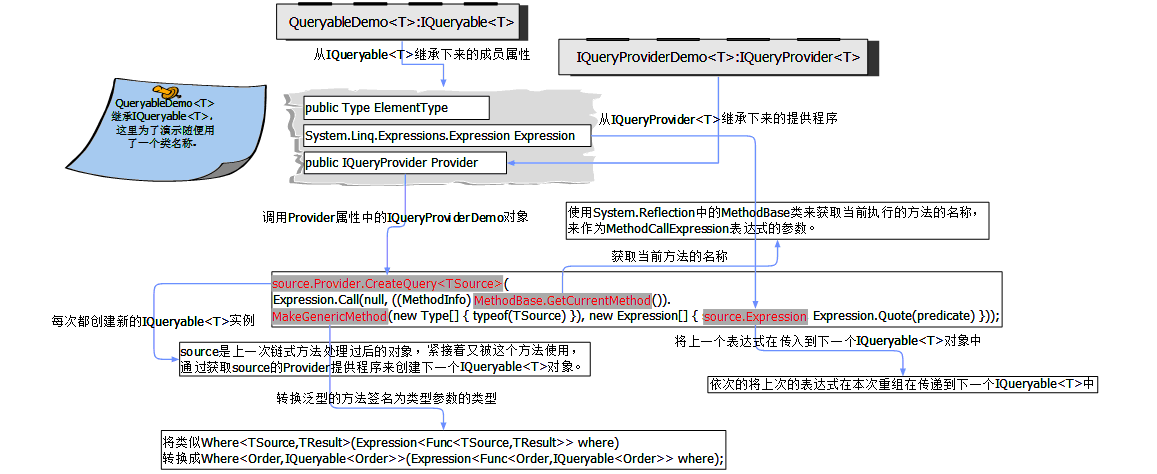 QueryableDemo<T>:IQueryable<T>
从IQueryable<T>继承下来的成员属性
IQueryProviderDemo<T>:IQueryProvider<T>
QueryableDemo<T>
继承IQueryable<T>，
这里为了演示随便用
了一个类名称。
public Type ElementType
System.Linq.Expressions.Expression Expression
public IQueryProvider Provider
从IQueryProvider<T>继承下来的提供程序
调用Provider属性中的IQueryProviderDemo对象
使用System.Reflection中的MethodBase类来获取当前执行的方法的名称，
来作为MethodCallExpression表达式的参数。
获取当前方法的名称
source.Provider.CreateQuery<TSource>(
Expression.Call(null, ((MethodInfo) MethodBase.GetCurrentMethod()).
MakeGenericMethod(new Type[] { typeof(TSource) }), new Expression[] { source.Expression Expression.Quote(predicate) }));
每次都创建新的IQueryable<T>实例
将上一个表达式在传入到下一个IQueryable<T>对象中
source是上一次链式方法处理过后的对象，紧接着又被这个方法使用，
通过获取source的Provider提供程序来创建下一个IQueryable<T>对象。
依次的将上次的表达式在本次重组在传递到下一个IQueryable<T>中
转换泛型的方法签名为类型参数的类型
将类似Where<TSource,TResult>(Expression<Func<TSource,TResult>> where)
转换成Where<Order,IQueryable<Order>>(Expression<Func<Order,IQueryable<Order>> where);